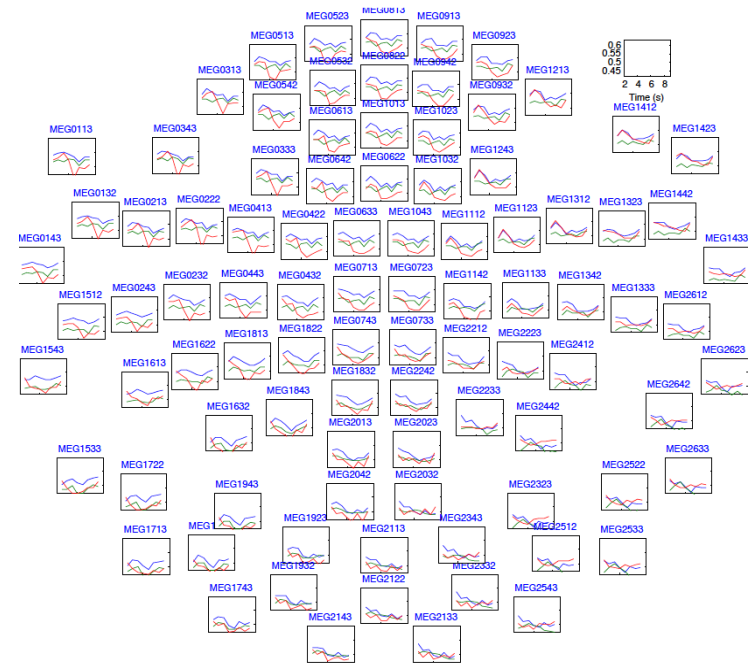 MEG0813
MEG0523 MEG0913
MEG0513 MEG0923
0.6
0.55
0.45
2 4 6 8
Time (s)
MEG0822
MEG0532 MEG0942
MEG0313 MEG1213
MEG0542 MEG0932
MEG1013
MEG0613 MEG1023
MEG1412
MEG0113 MEG0343 MEG1423
MEG0333 MEG1243
MEG0642 MEG0622 MEG1032
MEG0132 MEG0213 MEG0222 MEG0413 MEG0422 MEG0633 MEG1043 MEG1112 MEG1123 MEG1312 MEG1323 MEG1442
MEG0143 MEG1433
MEG0713 MEG0723
MEG0232 MEG0443 MEG0432 MEG1142 MEG1133 MEG1342
MEG1512 MEG0243 MEG1333 MEG2612
MEG0743 MEG0733
MEG1813 MEG1822 MEG2212 MEG2223
MEG1543 MEG1613 MEG1622 MEG2412 MEG2623
MEG1832 MEG2242
MEG1843 MEG2233 MEG2642
MEG1632 MEG2442
MEG2013 MEG2023
MEG1533 MEG2633
MEG1722 MEG2522
MEG1943 MEG2042 MEG2032 MEG2323
MEG1713 MEG1 MEG1923 MEG2113 MEG2343 MEG2512 MEG2533
MEG1932 MEG2332
MEG1743 MEG2122 MEG2543
MEG2143 MEG2133